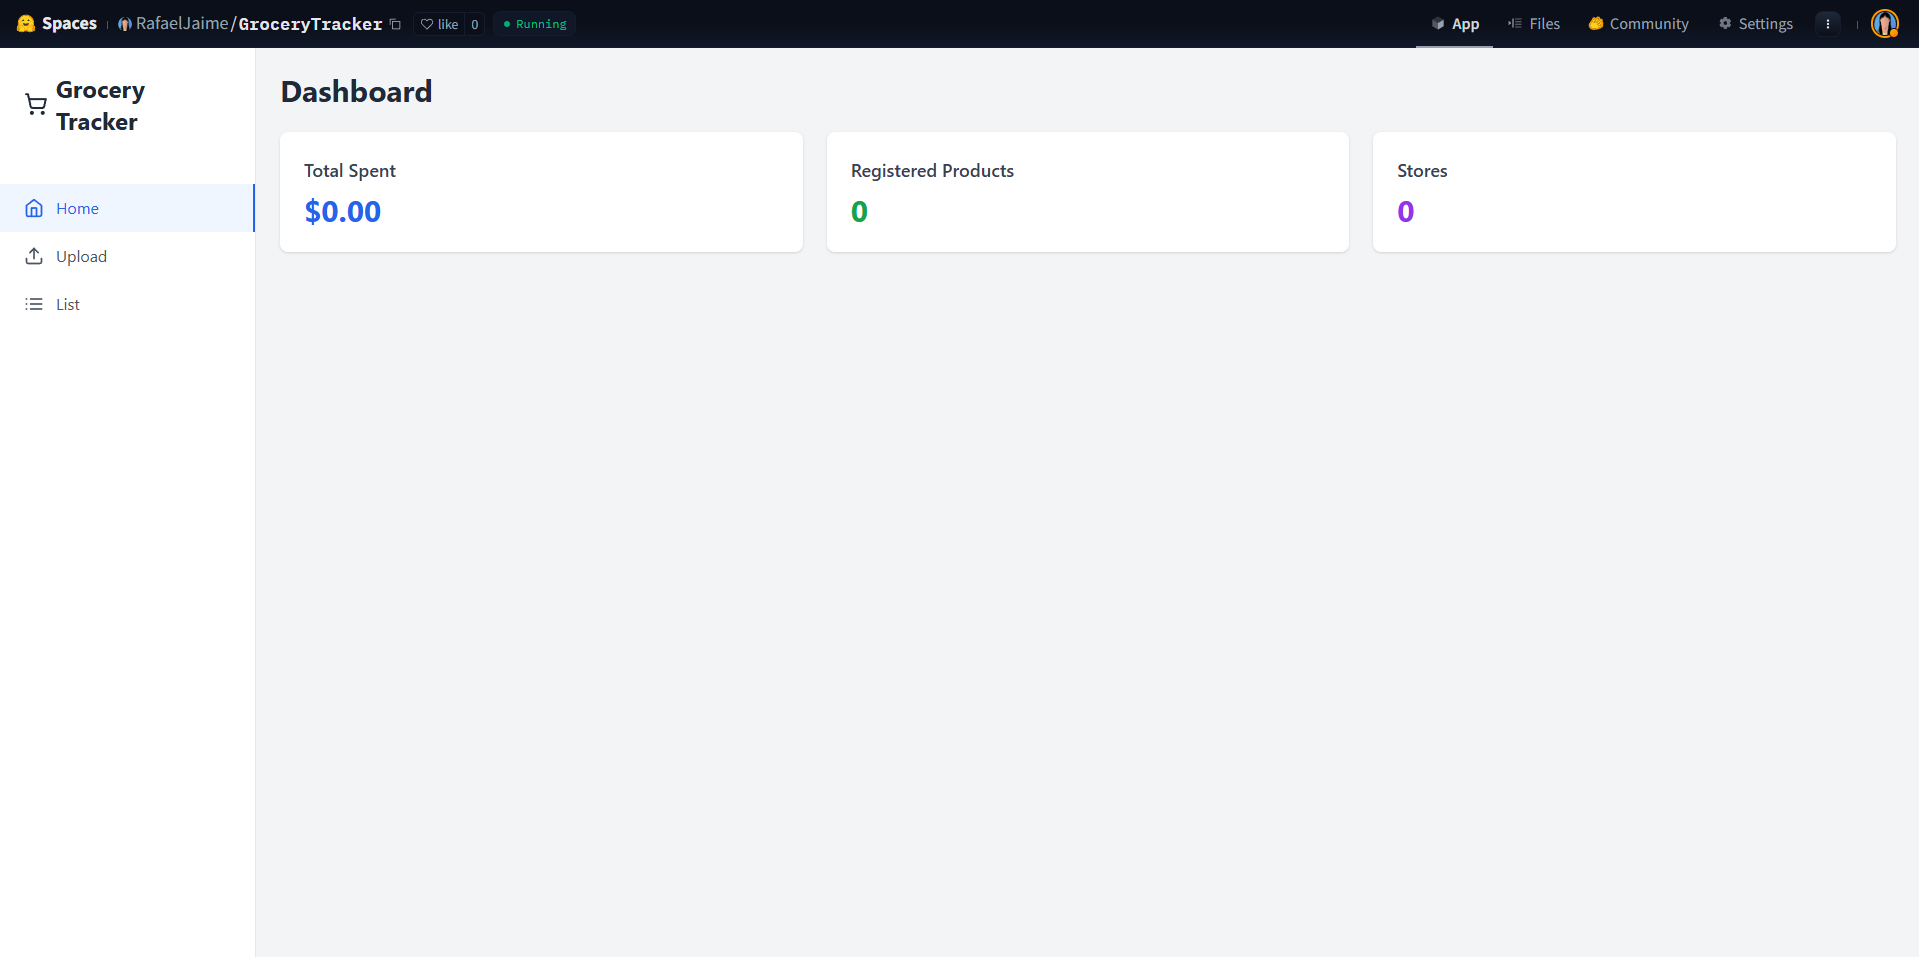 Spaces RafaelJaime/GroceryTracker like 0 Running App Files Community Settings
Grocery
Tracker
Home
Upload
List
Dashboard
Total Spent
$0.00
Registered Products
0
Stores
0